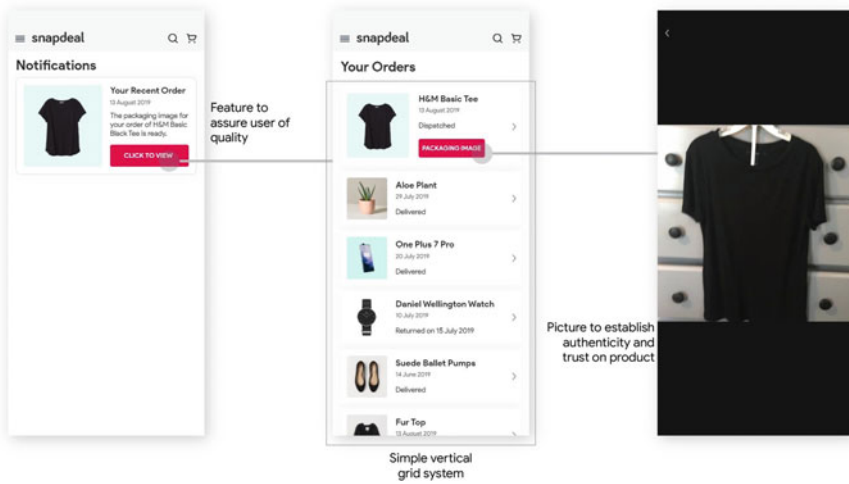 snapdeal
Notifications
Your Recent Order
13 August 2019
The packaging image for
your order of H&M Basic
Black Tee is ready.
CLICK TO VIEW
Feature to
assure user of
quality
snapdeal
Your Orders
H&M Basic Tee
13 August 2019
Dispatched
PACKAGING IMAGE
Aloe Plant
29 July 2019
Delivered
One Plus 7 Pro
20 July 2019
Delivered
Daniel Wellington Watch
10 July 2019
Returned on 15 July 2019
Suede Ballet Pumps
14 June 2019
Delivered
Fur Top
13 August 2019
Simple vertical
grid system
Picture to establish
authenticity and
trust on product